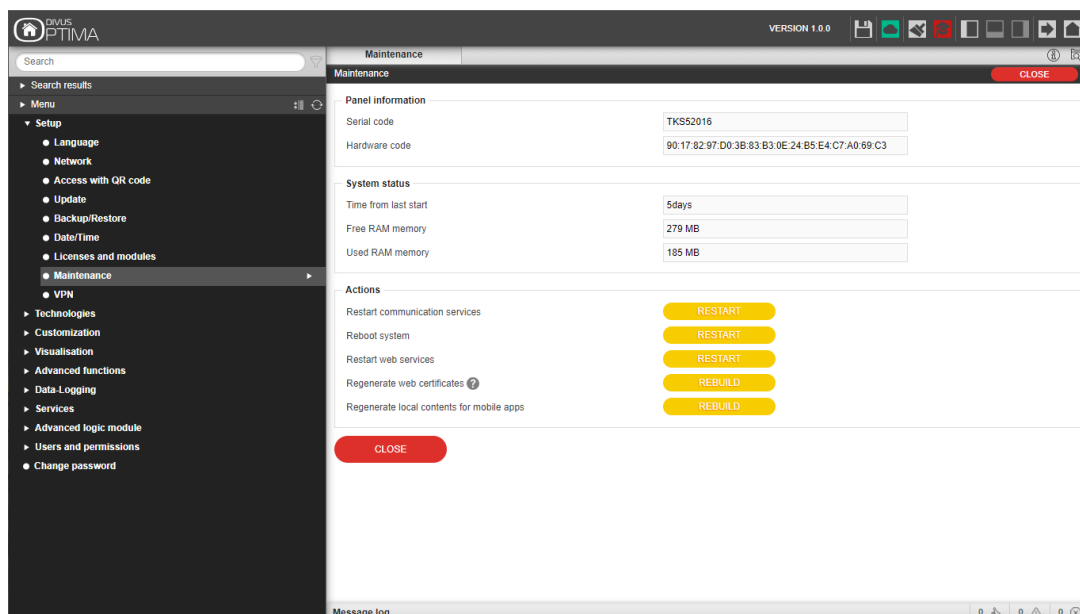 DIVUS
OPTIMA
VERSION 1.0.0
Search
Search results
Menu
Setup
Language
Network
Access with QR code
Update
Backup/Restore
Date/Time
Licenses and modules
Maintenance
VPN
Technologies
Customization
Visualisation
Advanced functions
Data-Logging
Services
Advanced logic module
Users and permissions
Change password
Maintenance
Maintenance CLOSE
Panel information
Serial code TKS52016
Hardware code 90:17:82:97:D0:3B:83:B3:0E:24:B5:E4:C7:A0:69:C3
System status
Time from last start 5days
Free RAM memory 279 MB
Used RAM memory 185 MB
Actions
Restart communication services RESTART
Reboot system RESTART
Restart web services RESTART
Regenerate web certificates ? REBUILD
Regenerate local contents for mobile apps REBUILD
CLOSE
Message log 0 0 0